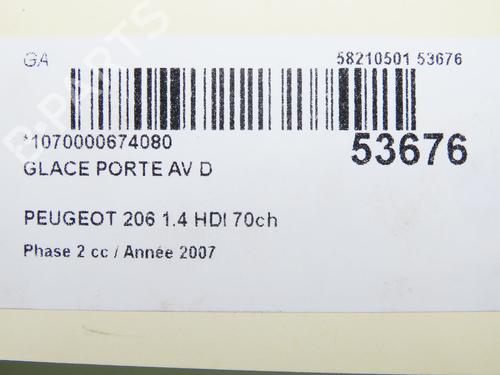 GA 58210501 53676
*1070000674080 53676
GLACE PORTE AV D
PEUGEOT 206 1.4 HDI 70ch
Phase 2 cc / Année 2007
B-PARTS